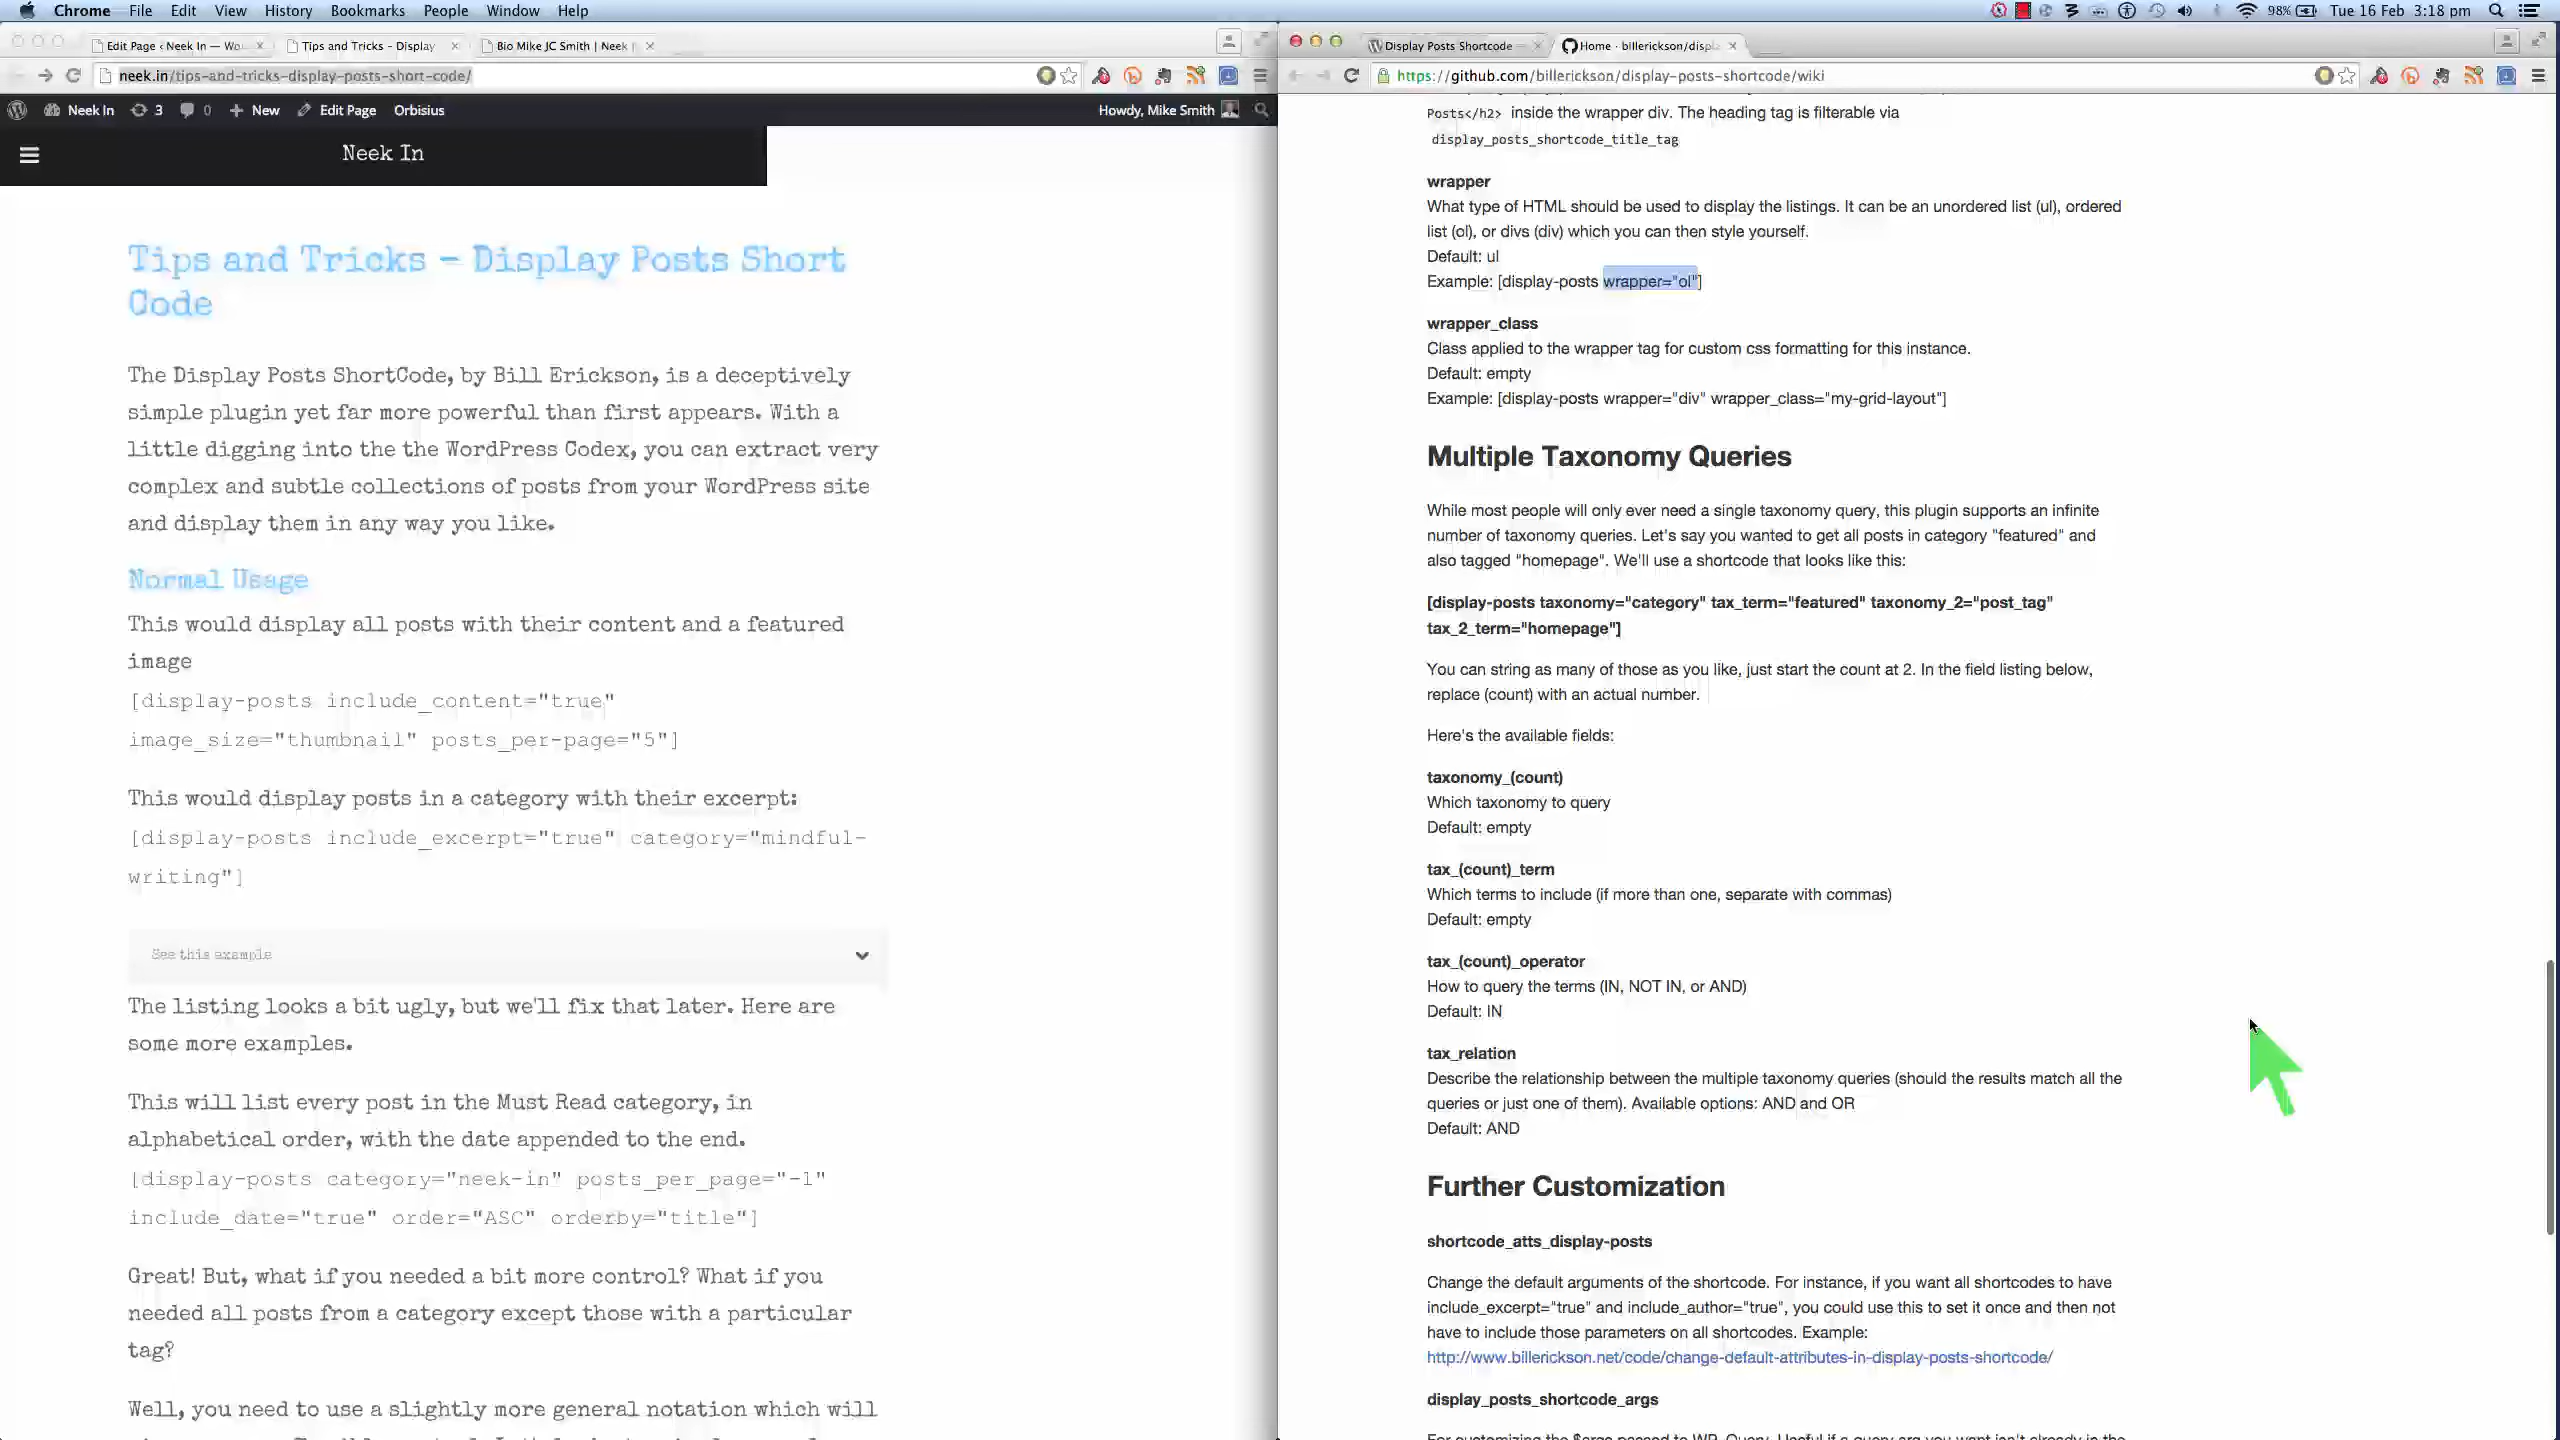 Chrome File Edit View History Bookmarks People Window Help
98% Tue 16 Feb 3:18 pm
Edit Page ‹ Neek In — Wo
Tips and Tricks – Display
Bio Mike JC Smith | Neek
neek.in/tips-and-tricks-display-posts-short-code/
Neek In 3 0 New Edit Page Orbisius
Howdy, Mike Smith
Neek In
Tips and Tricks – Display Posts Short
Code
The Display Posts ShortCode, by Bill Erickson, is a deceptively
simple plugin yet far more powerful than first appears. With a
little digging into the the WordPress Codex, you can extract very
complex and subtle collections of posts from your WordPress site
and display them in any way you like.
Normal Usage
This would display all posts with their content and a featured
image
[display-posts include_content="true"
image_size="thumbnail" posts_per-page="5"]
This would display posts in a category with their excerpt:
[display-posts include_excerpt="true" category="mindful-
writing"]
See this example
The listing looks a bit ugly, but we'll fix that later. Here are
some more examples.
This will list every post in the Must Read category, in
alphabetical order, with the date appended to the end.
[display-posts category="neek-in" posts_per_page="-1"
include_date="true" order="ASC" orderby="title"]
Great! But, what if you needed a bit more control? What if you
needed all posts from a category except those with a particular
tag?
Well, you need to use a slightly more general notation which will
Display Posts Shortcode —
Home · billerickson/displ
https://github.com/billerickson/display-posts-shortcode/wiki
Posts</h2> inside the wrapper div. The heading tag is filterable via
display_posts_shortcode_title_tag
wrapper
What type of HTML should be used to display the listings. It can be an unordered list (ul), ordered
list (ol), or divs (div) which you can then style yourself.
Default: ul
Example: [display-posts wrapper="ol"]
wrapper_class
Class applied to the wrapper tag for custom css formatting for this instance.
Default: empty
Example: [display-posts wrapper="div" wrapper_class="my-grid-layout"]
Multiple Taxonomy Queries
While most people will only ever need a single taxonomy query, this plugin supports an infinite
number of taxonomy queries. Let's say you wanted to get all posts in category "featured" and
also tagged "homepage". We'll use a shortcode that looks like this:
[display-posts taxonomy="category" tax_term="featured" taxonomy_2="post_tag"
tax_2_term="homepage"]
You can string as many of those as you like, just start the count at 2. In the field listing below,
replace (count) with an actual number.
Here's the available fields:
taxonomy_(count)
Which taxonomy to query
Default: empty
tax_(count)_term
Which terms to include (if more than one, separate with commas)
Default: empty
tax_(count)_operator
How to query the terms (IN, NOT IN, or AND)
Default: IN
tax_relation
Describe the relationship between the multiple taxonomy queries (should the results match all the
queries or just one of them). Available options: AND and OR
Default: AND
Further Customization
shortcode_atts_display-posts
Change the default arguments of the shortcode. For instance, if you want all shortcodes to have
include_excerpt="true" and include_author="true", you could use this to set it once and then not
have to include those parameters on all shortcodes. Example:
http://www.billerickson.net/code/change-default-attributes-in-display-posts-shortcode/
display_posts_shortcode_args